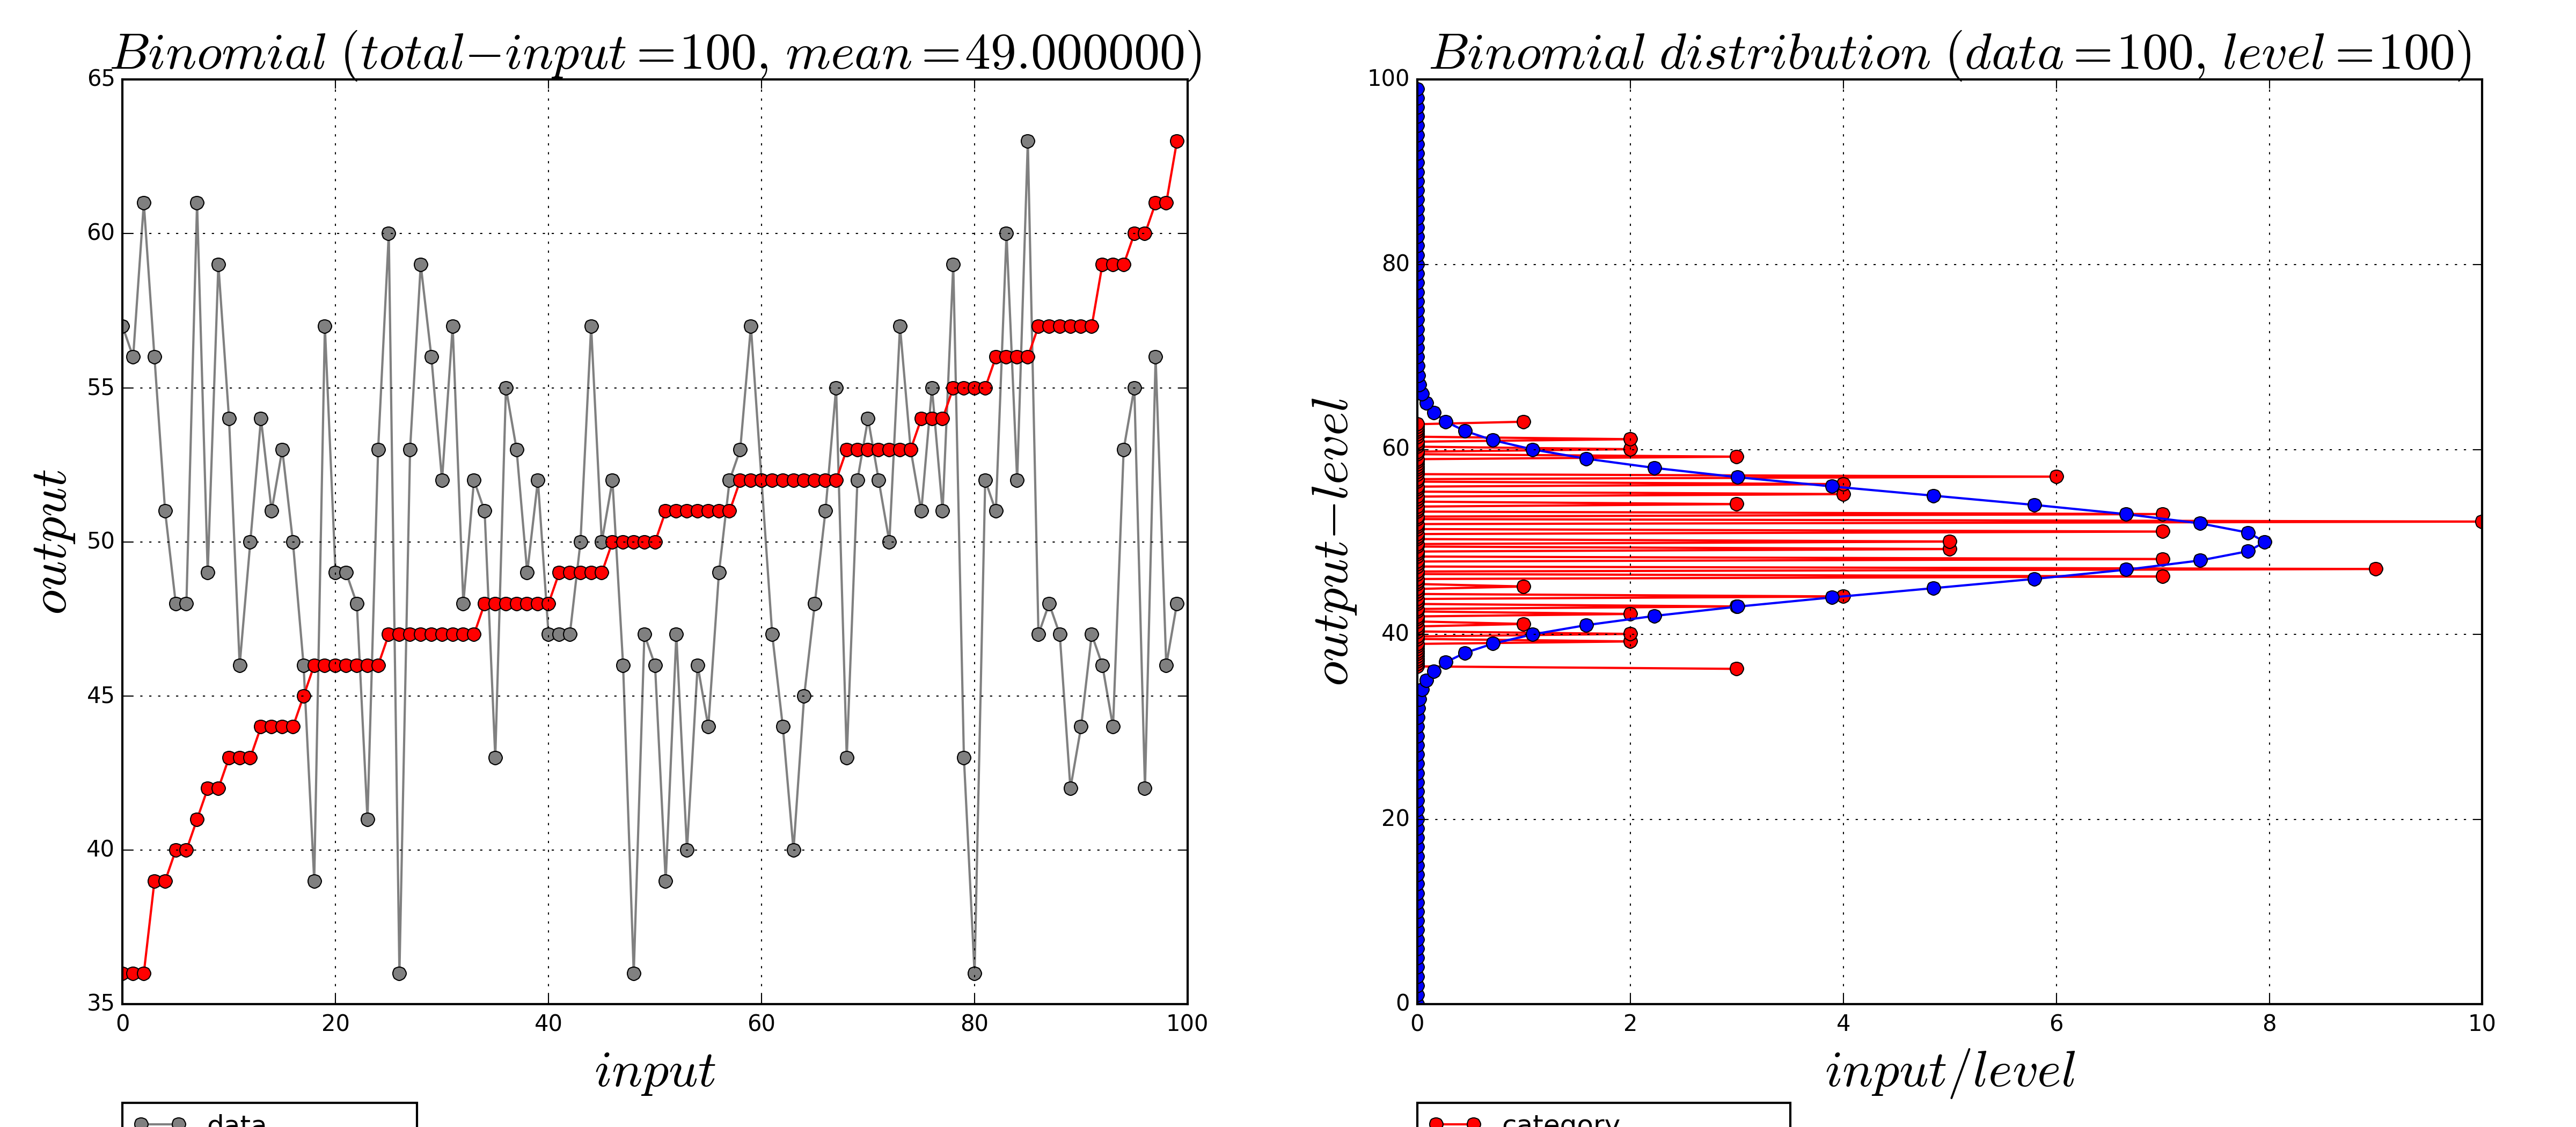 Binomial (total−input=100, mean=49.000000)
65
60
55
50
45
40
35
output
0 20 40 60 80 100
input
data
Binomial distribution (data=100, level=100)
100
80
60
40
20
0
output−level
0 2 4 6 8 10
input/level
category